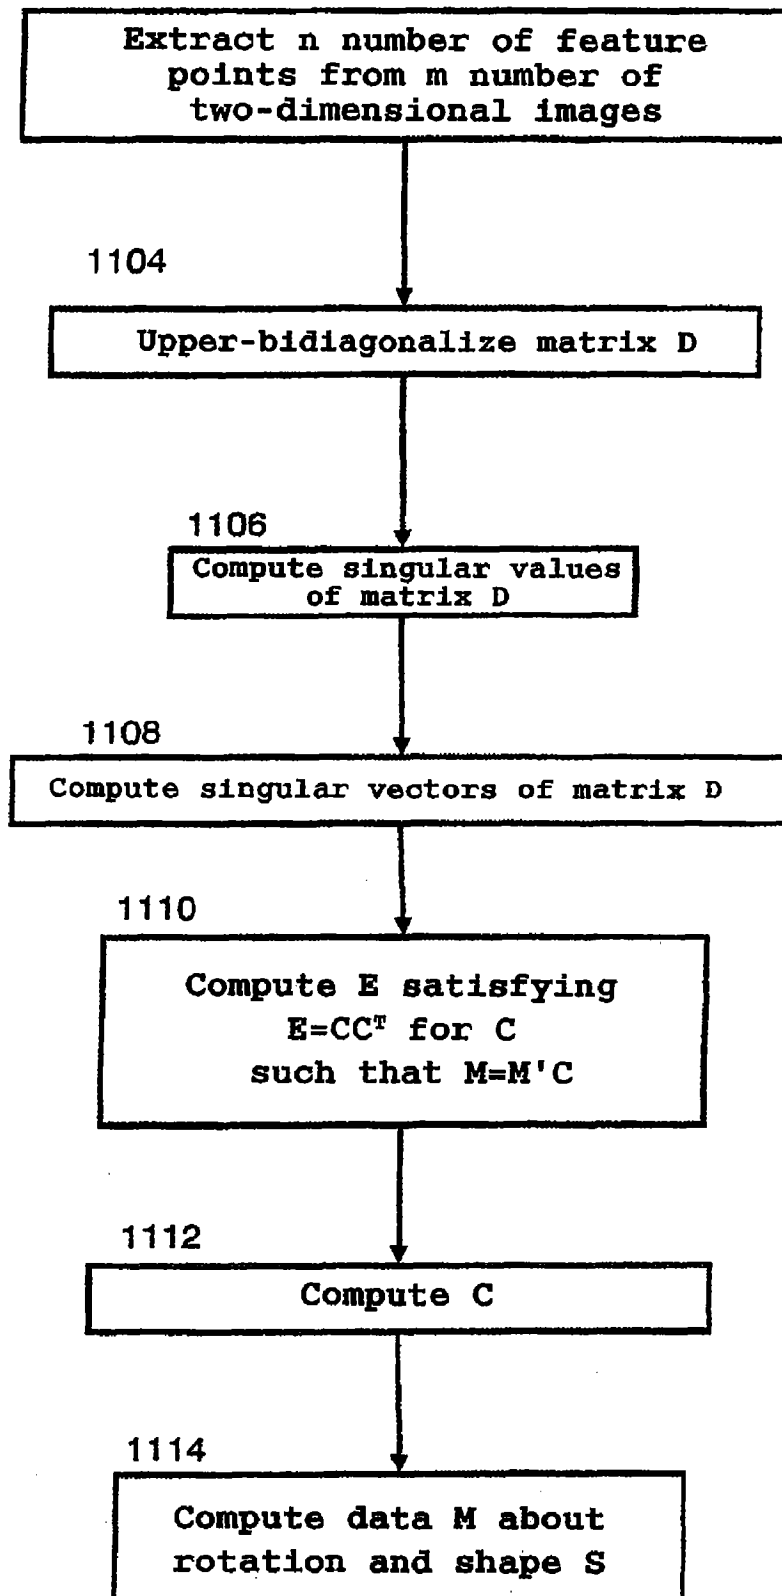 Extract n number of feature
points from m number of
two-dimensional images
1104
Upper-bidiagonalize matrix D
1106
Compute singular values
of matrix D
1108
Compute singular vectors of matrix D
1110
Compute E satisfying
E=CCᵀ for C
such that M=M'C
1112
Compute C
1114
Compute data M about
rotation and shape S